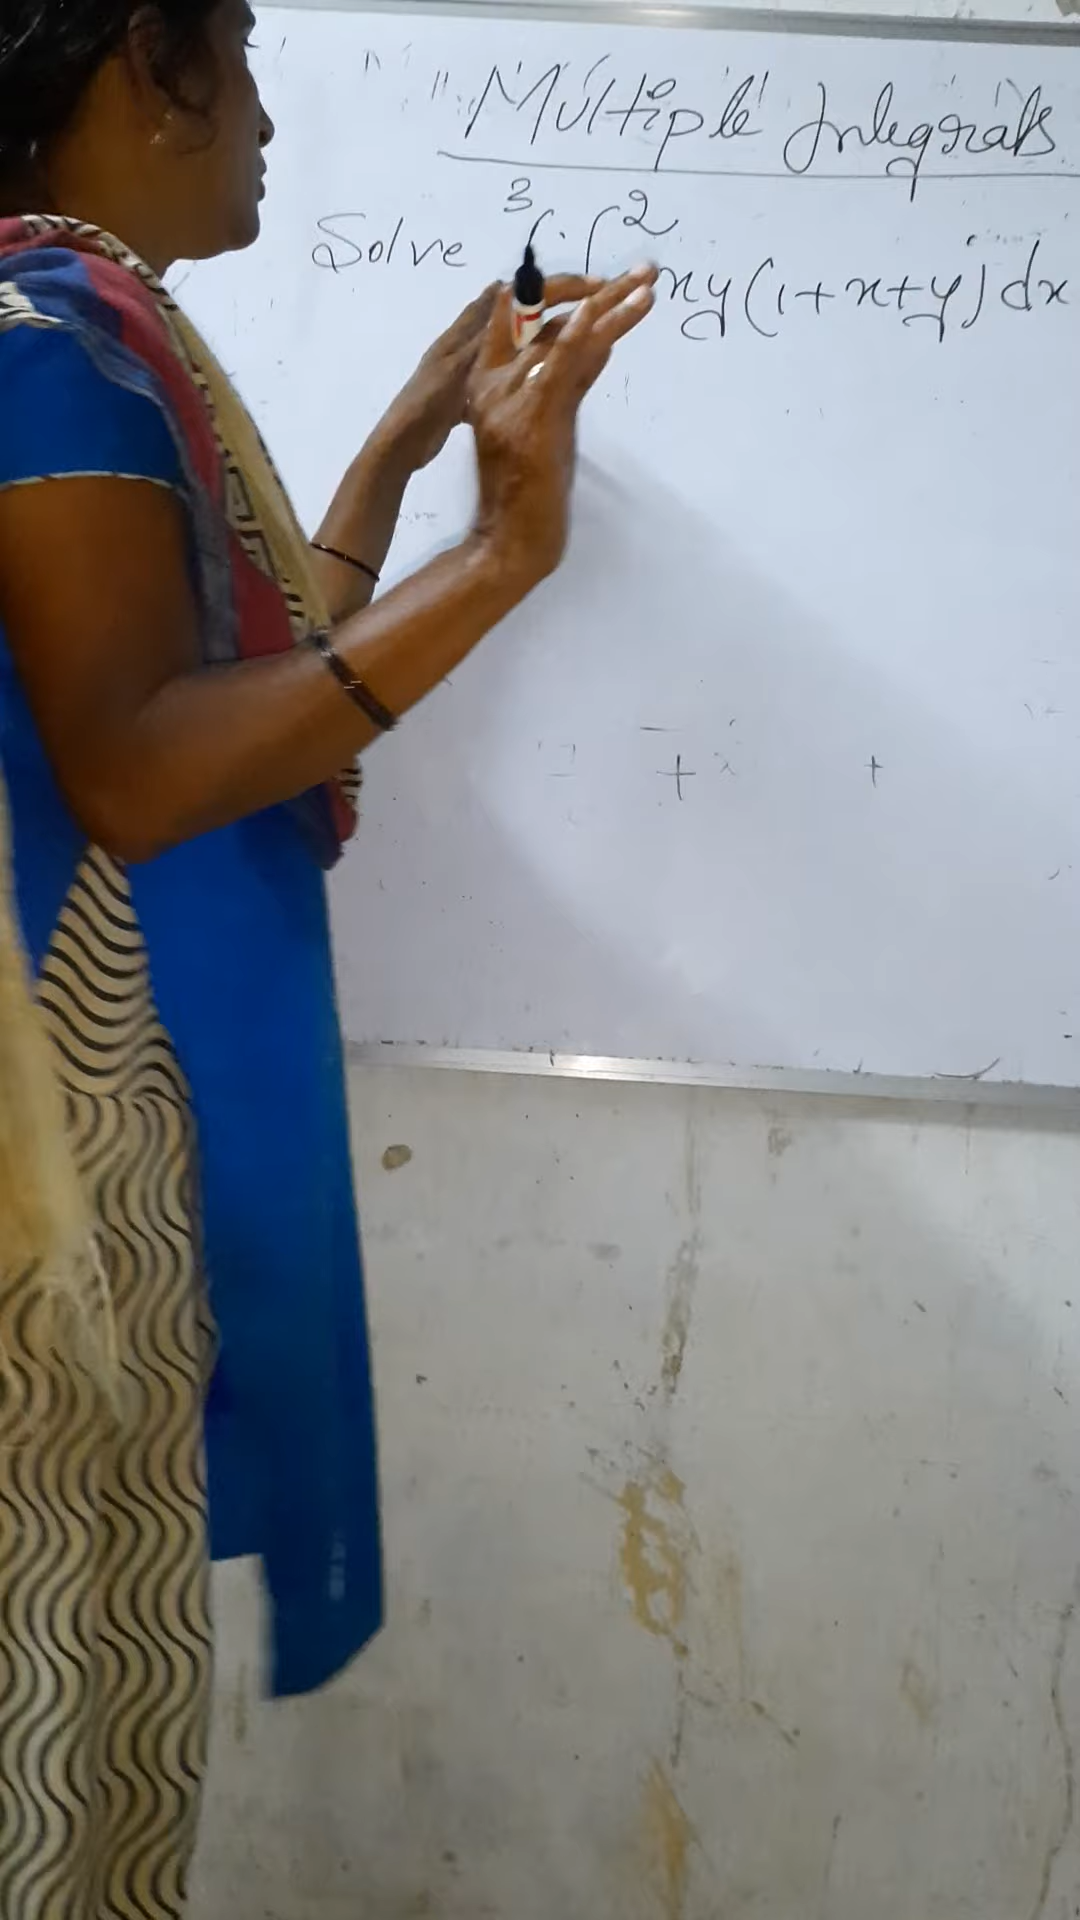 "Multiple Integrals
Solve ³∫ ∫² xy(1+x+y) dx